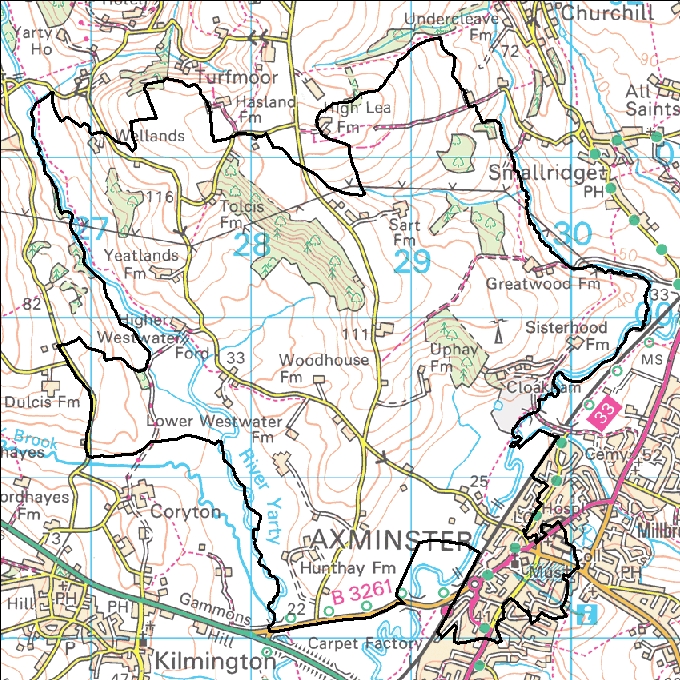 Undercleave
Fm
Churchill
Yarty
Ho
72
Turfmoor
Hasland
Fm
High Lea
Fm
All
Saints
Wellands
Smallridge
PH
116
Tolcis
Fm
27
28
29
30
Sart
Fm
Yeatlands
Fm
Greatwood Fm
33
82
Higher
Westwater
Ford
33
111
Woodhouse
Fm
Uphay
Fm
Sisterhood
Fm
MS
Dulcis Fm
Cloakham
33
Lower Westwater
Fm
Brook
hayes
River Yarty
Cemy
52
25
ordhayes
Fm
Coryton
Hospl
AXMINSTER
Millbr
Hunthay Fm
B 3261
Mus
PH
Hill
PH
PH
P
Gammons
Hill
22
41
Carpet Factory
Kilmington
47